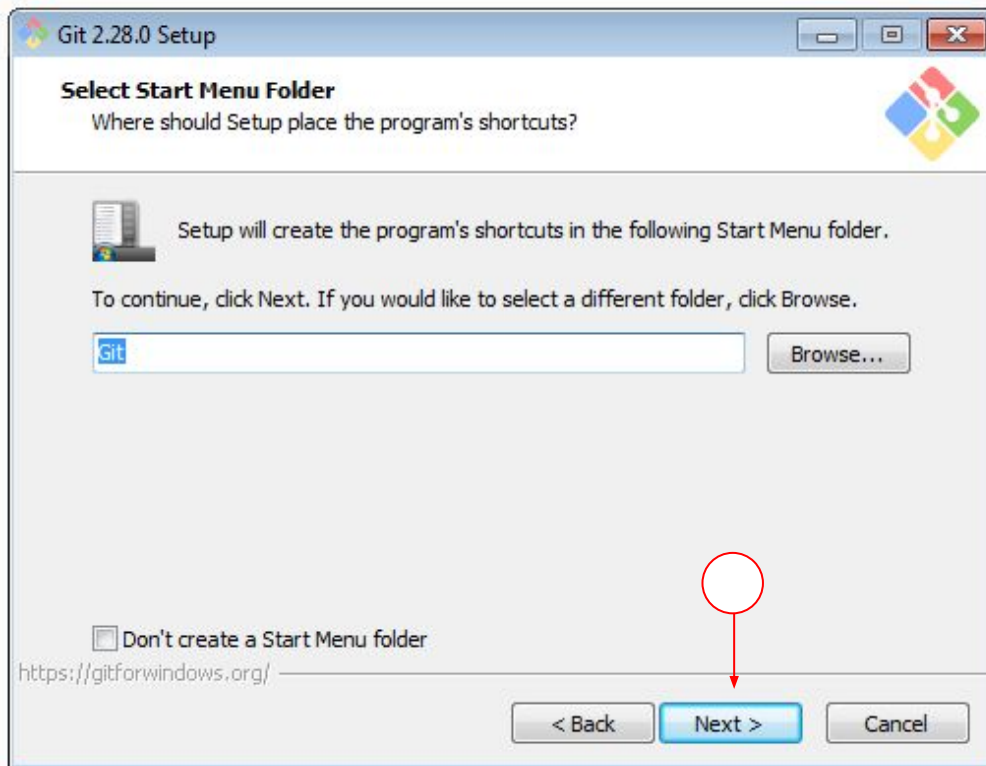 Git 2.28.0 Setup
Select Start Menu Folder
Where should Setup place the program's shortcuts?
Setup will create the program's shortcuts in the following Start Menu folder.
To continue, click Next. If you would like to select a different folder, click Browse.
Git
Browse...
Don't create a Start Menu folder
https://gitforwindows.org/
< Back
Next >
Cancel